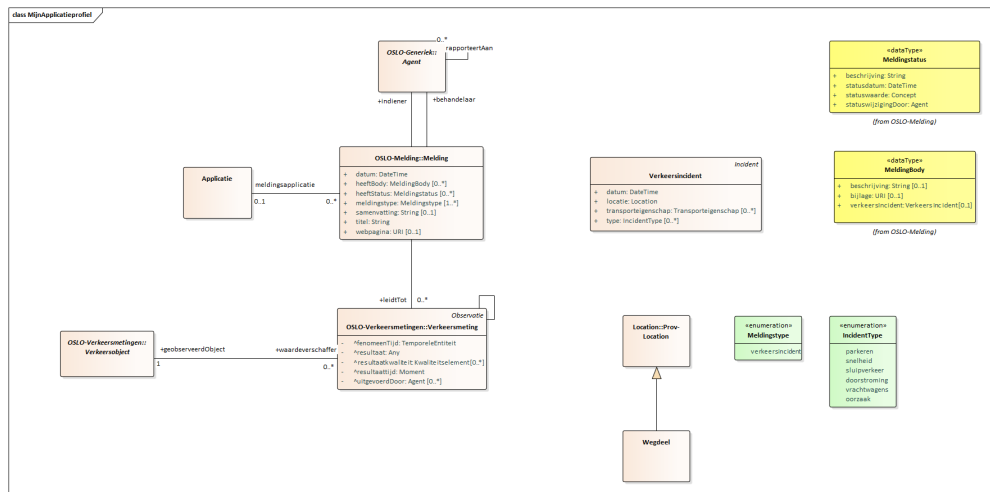 class MijnApplicatieprofiel
OSLO-Generiek::
Agent
0..*
rapporteertAan
+indiener
+behandelaar
Applicatie
meldingsapplicatie
0..1
0..*
OSLO-Melding::Melding
+ datum: DateTime
+ heeftBody: MeldingBody [0..*]
+ heeftStatus: Meldingstatus [0..*]
+ meldingstype: Meldingstype [1..*]
+ samenvatting: String [0..1]
+ titel: String
+ webpagina: URI [0..1]
+leidtTot
0..*
OSLO-Verkeersmetingen::
Verkeersobject
+geobserveerdObject
1
+waardeverschaffer
0..*
Observatie
OSLO-Verkeersmetingen::Verkeersmeting
- ^fenomeenTijd: TemporeleEntiteit
- ^resultaat: Any
- ^resultaatkwaliteit:Kwaliteitselement[0..*]
- ^resultaattijd: Moment
- ^uitgevoerdDoor: Agent [0..*]
Incident
Verkeersincident
+ datum: DateTime
+ locatie: Location
+ transporteigenschap: Transporteigenschap [0..*]
+ type: IncidentType [0..*]
«dataType»
Meldingstatus
+ beschrijving: String
+ statusdatum: DateTime
+ statuswaarde: Concept
+ statuswijzigingDoor: Agent
(from OSLO-Melding)
«dataType»
MeldingBody
+ beschrijving: String [0..1]
+ bijlage: URI [0..1]
+ verkeersIncident:Verkeersincident[0.1]
(from OSLO-Melding)
Location::Prov-
Location
Wegdeel
«enumeration»
Meldingstype
verkeersincident
«enumeration»
IncidentType
parkeren
snelheid
sluipverkeer
doorstroming
vrachtwagens
oorzaak